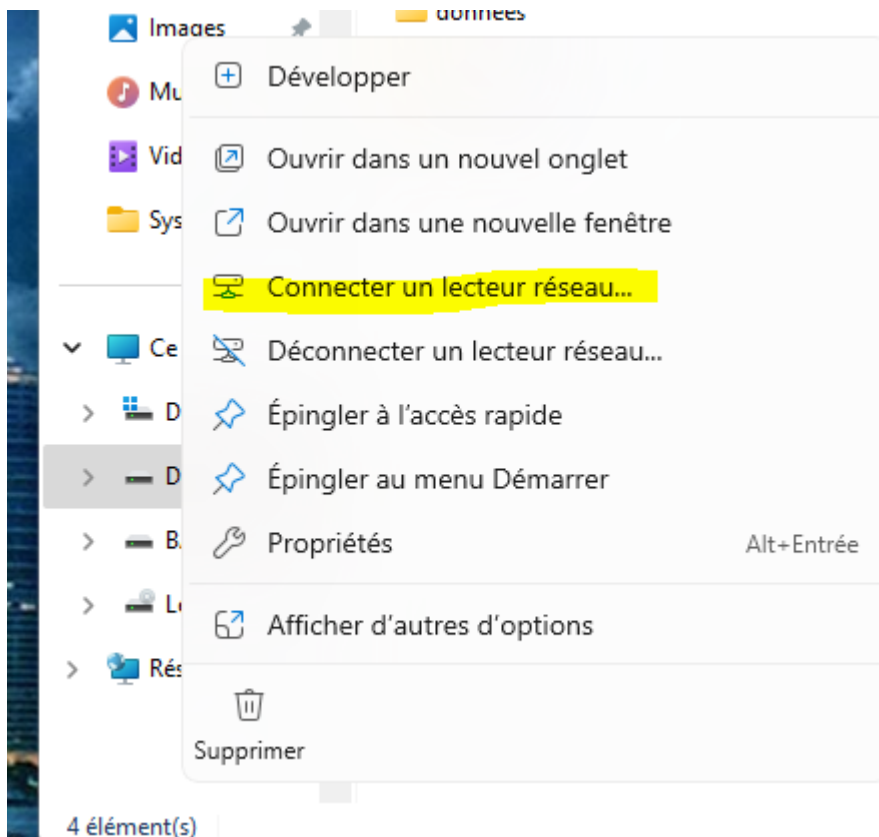 données
Images
Développer
Ouvrir dans un nouvel onglet
Ouvrir dans une nouvelle fenêtre
Connecter un lecteur réseau...
Ce
Déconnecter un lecteur réseau...
Épingler à l'accès rapide
Épingler au menu Démarrer
Propriétés Alt+Entrée
Afficher d'autres d'options
Supprimer
4 élément(s)